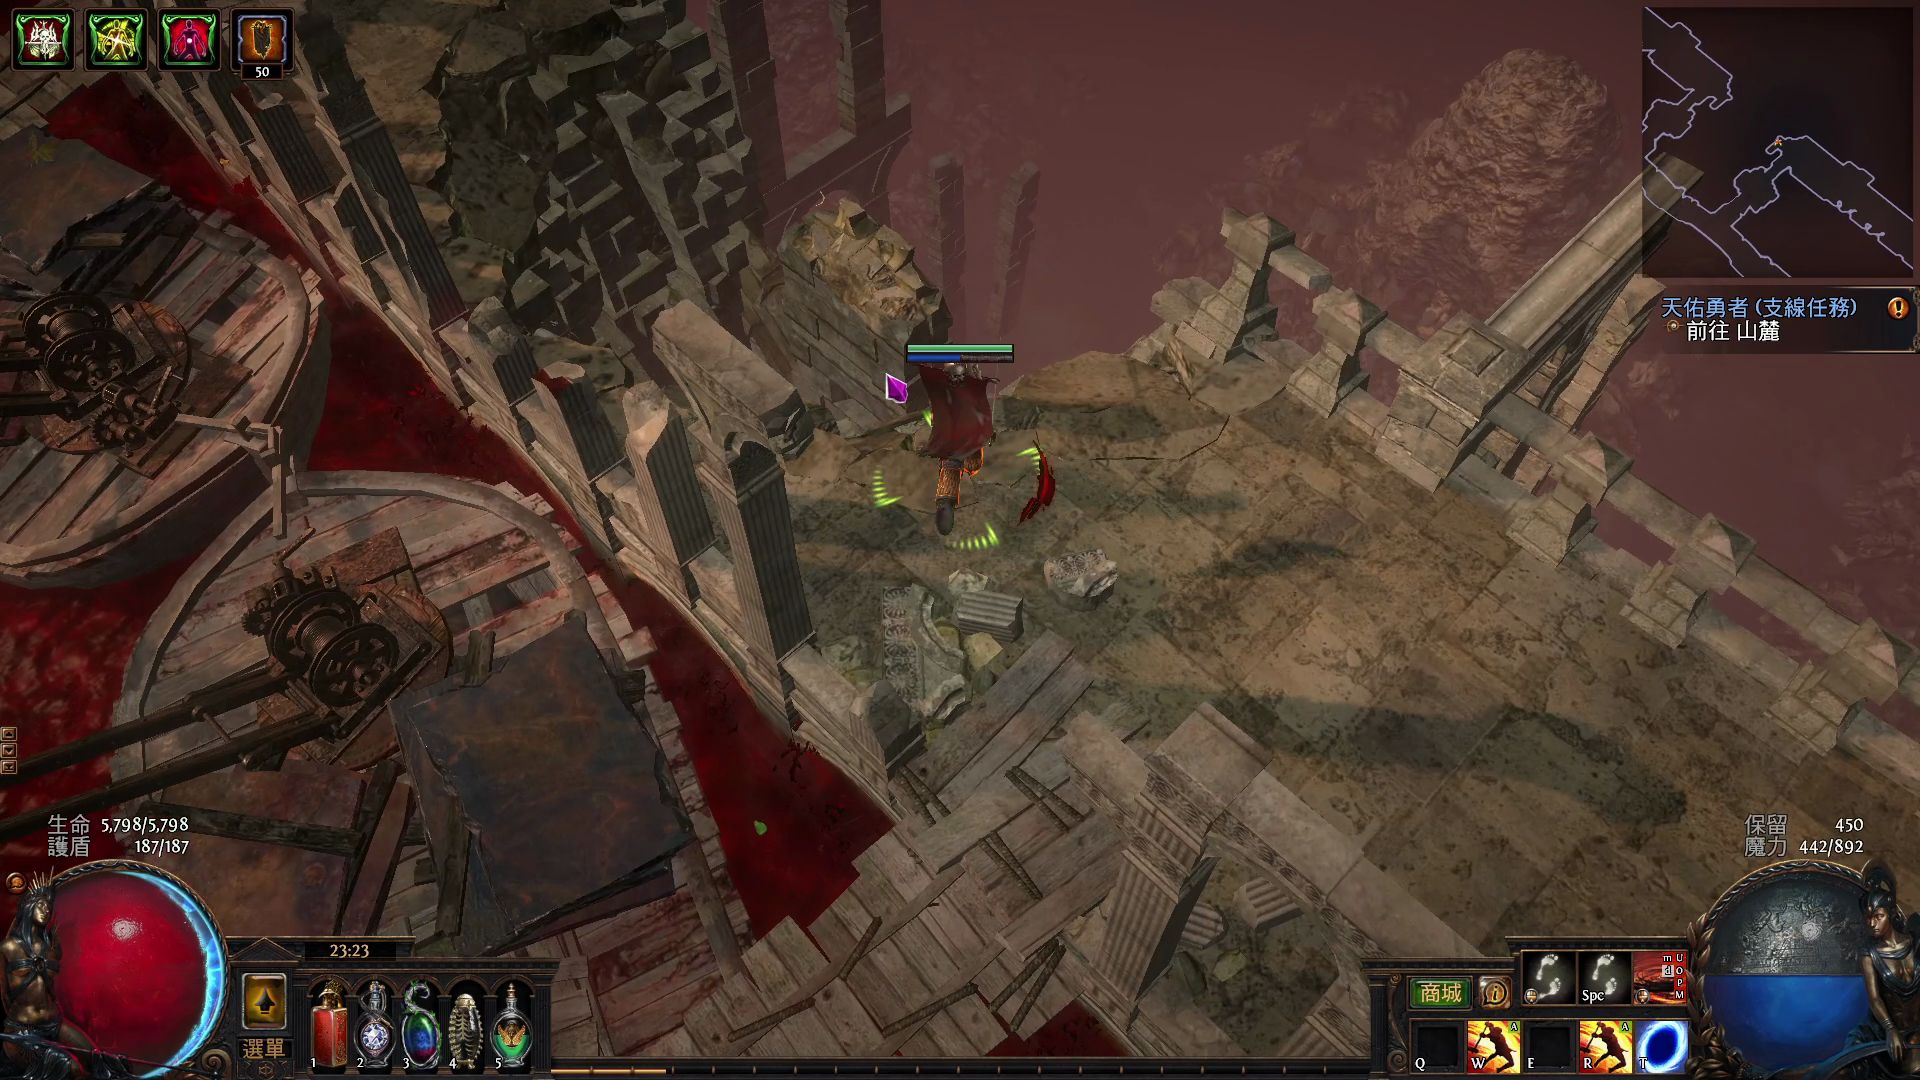 50
天佑勇者 (支線任務)
前往 山麓
生命 5,798/5,798
護盾 187/187
保留 450
魔力 442/892
23:23
選單
1 2 3 4 5
商城
Spc
m U
d O
P
M
Q W A E R A T